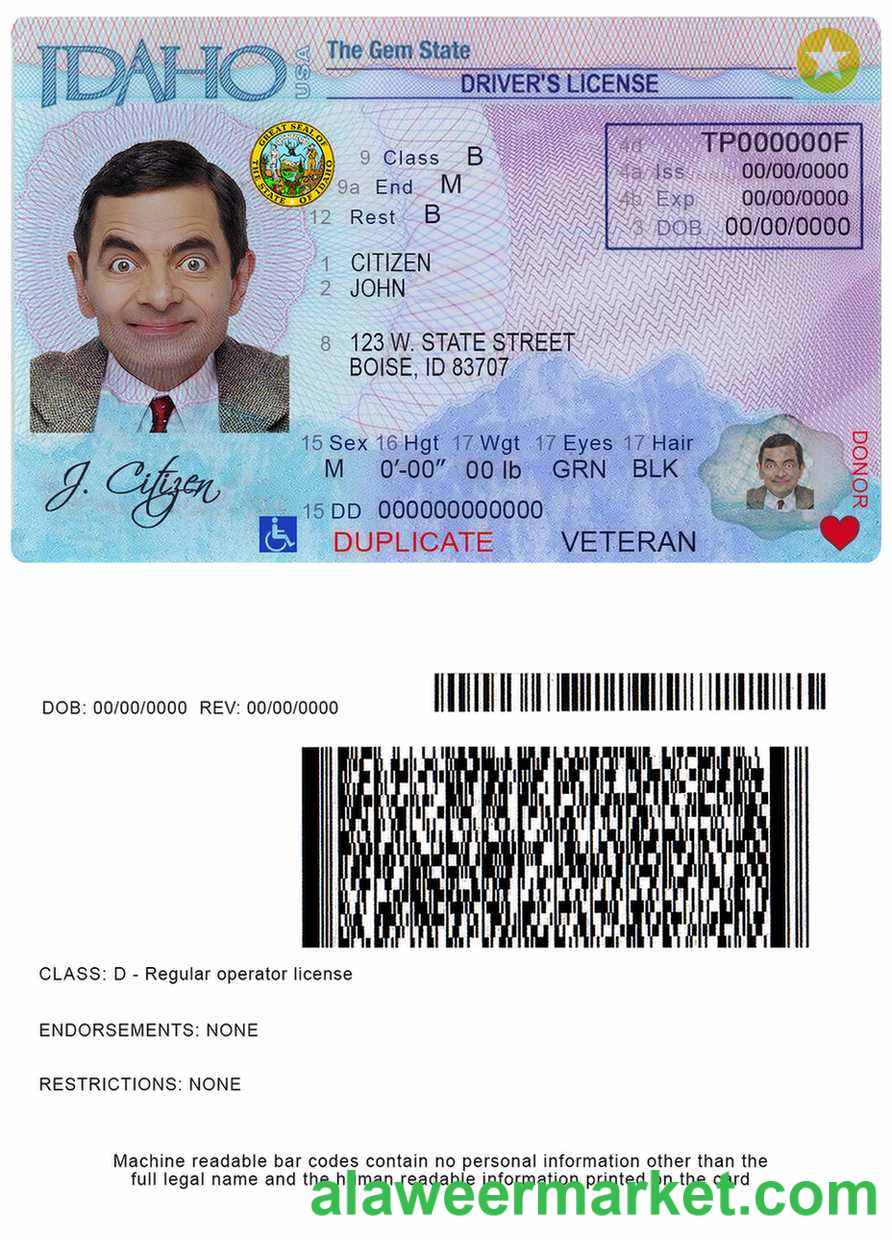 IDAHO USA The Gem State
DRIVER'S LICENSE
GREAT SEAL OF THE STATE OF IDAHO
9 Class B
9a End M
12 Rest B
4d TP000000F
4a Iss 00/00/0000
4b Exp 00/00/0000
3 DOB 00/00/0000
1 CITIZEN
2 JOHN
8 123 W. STATE STREET
BOISE, ID 83707
15 Sex 16 Hgt 17 Wgt 17 Eyes 17 Hair
M 0'-00" 00 lb GRN BLK
J. Citizen
15 DD 000000000000
DUPLICATE VETERAN
DONOR
DOB: 00/00/0000 REV: 00/00/0000
CLASS: D - Regular operator license
ENDORSEMENTS: NONE
RESTRICTIONS: NONE
Machine readable bar codes contain no personal information other than the
full legal name and the human readable information printed on the card
alaweermarket.com